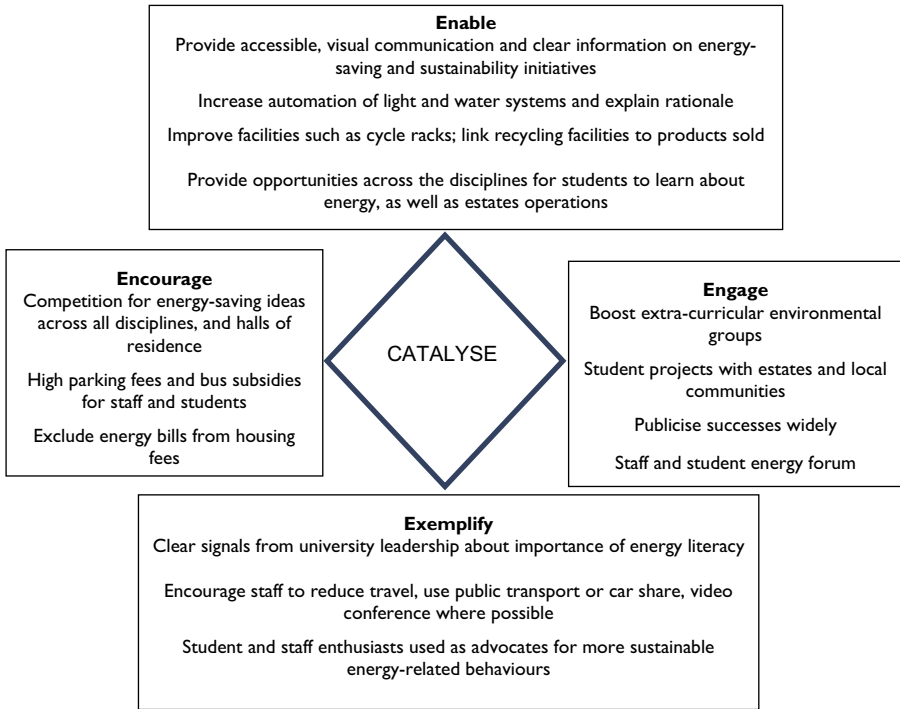 Enable
Provide accessible, visual communication and clear information on energy-
saving and sustainability initiatives
Increase automation of light and water systems and explain rationale
Improve facilities such as cycle racks; link recycling facilities to products sold
Provide opportunities across the disciplines for students to learn about
energy, as well as estates operations
Encourage
Competition for energy-saving ideas
across all disciplines, and halls of
residence
High parking fees and bus subsidies
for staff and students
Exclude energy bills from housing
fees
CATALYSE
Engage
Boost extra-curricular environmental
groups
Student projects with estates and local
communities
Publicise successes widely
Staff and student energy forum
Exemplify
Clear signals from university leadership about importance of energy literacy
Encourage staff to reduce travel, use public transport or car share, video
conference where possible
Student and staff enthusiasts used as advocates for more sustainable
energy-related behaviours